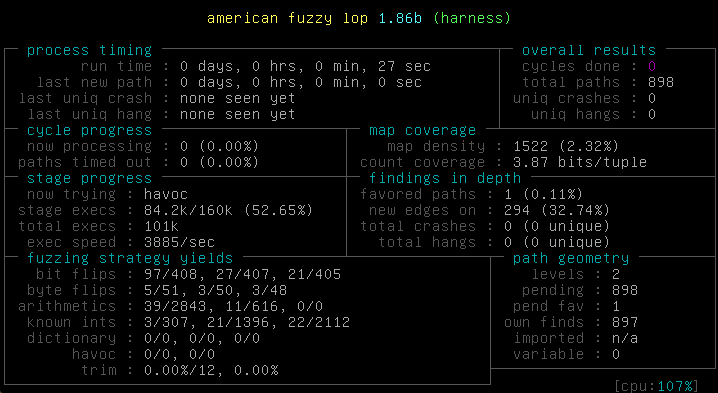 american fuzzy lop 1.86b (harness)
process timing overall results
run time : 0 days, 0 hrs, 0 min, 27 sec cycles done : 0
last new path : 0 days, 0 hrs, 0 min, 0 sec total paths : 898
last uniq crash : none seen yet uniq crashes : 0
last uniq hang : none seen yet uniq hangs : 0
cycle progress map coverage
now processing : 0 (0.00%) map density : 1522 (2.32%)
paths timed out : 0 (0.00%) count coverage : 3.87 bits/tuple
stage progress findings in depth
now trying : havoc favored paths : 1 (0.11%)
stage execs : 84.2k/160k (52.65%) new edges on : 294 (32.74%)
total execs : 101k total crashes : 0 (0 unique)
exec speed : 3885/sec total hangs : 0 (0 unique)
fuzzing strategy yields path geometry
bit flips : 97/408, 27/407, 21/405 levels : 2
byte flips : 5/51, 3/50, 3/48 pending : 898
arithmetics : 39/2843, 11/616, 0/0 pend fav : 1
known ints : 3/307, 21/1396, 22/2112 own finds : 897
dictionary : 0/0, 0/0, 0/0 imported : n/a
havoc : 0/0, 0/0 variable : 0
trim : 0.00%/12, 0.00%
[cpu:107%]